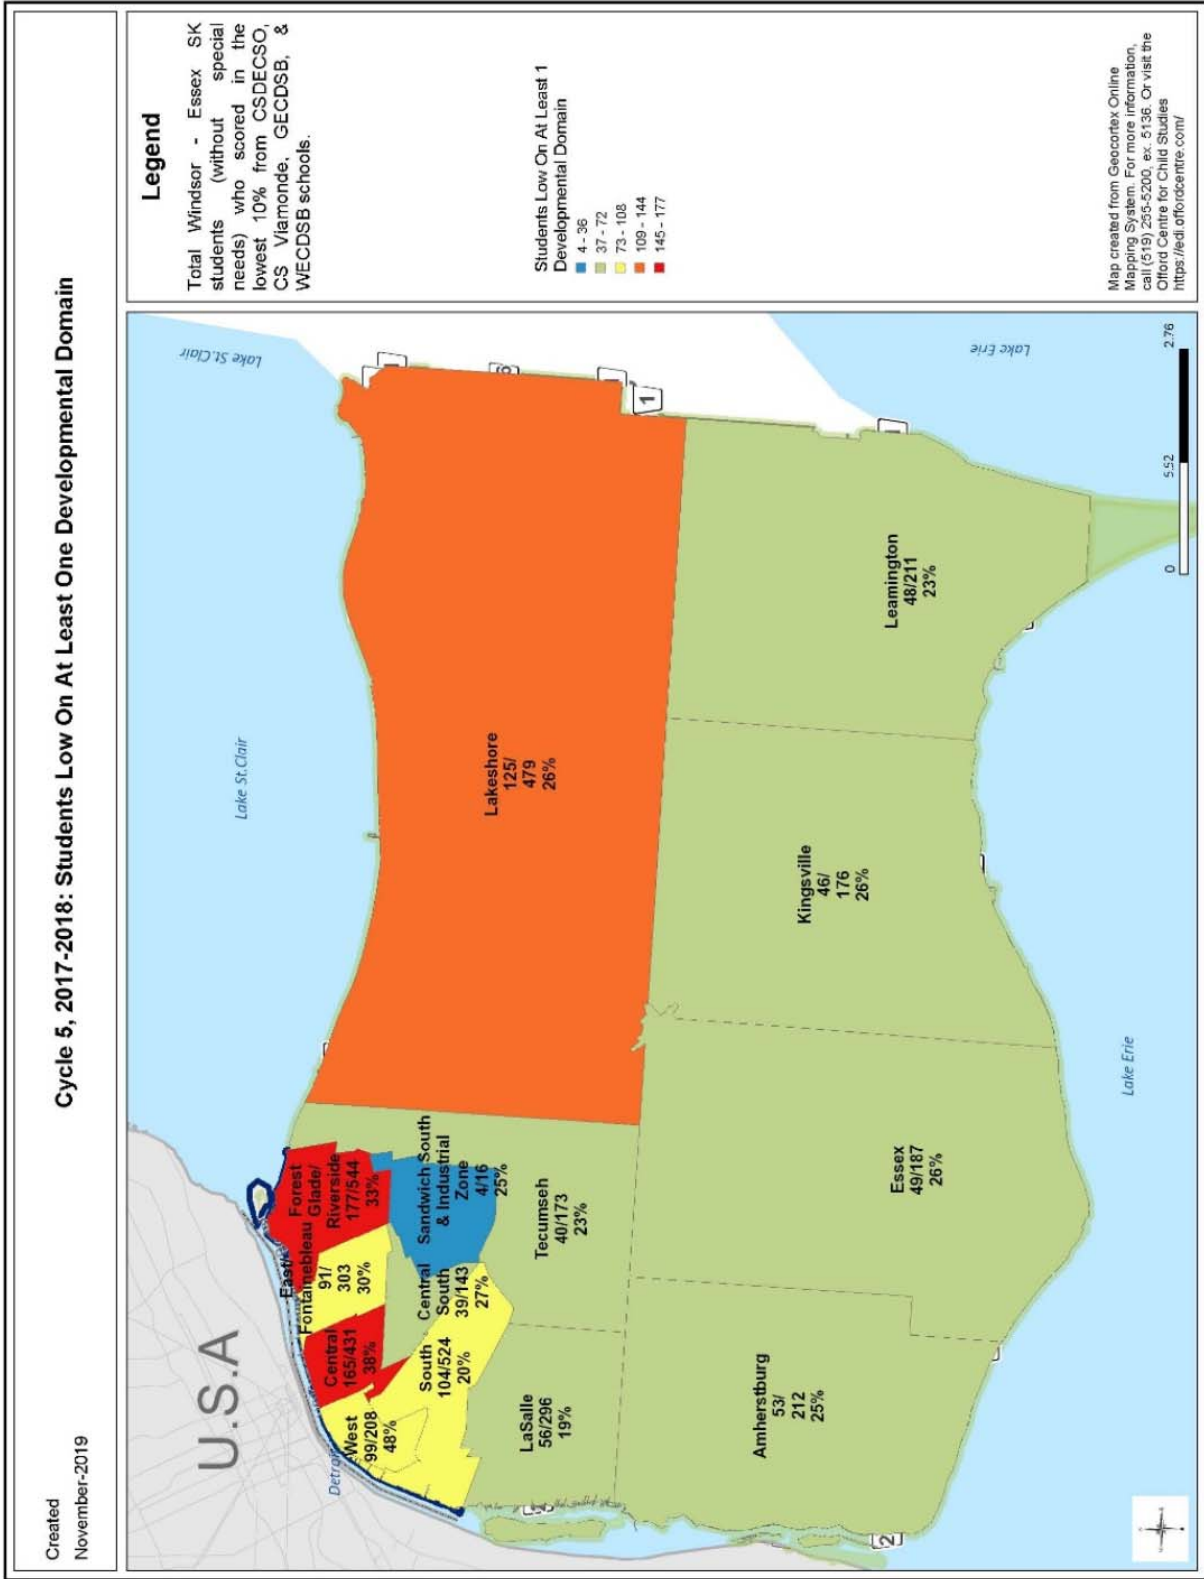 Created
November-2019
Cycle 5, 2017-2018: Students Low On At Least One Developmental Domain
U.S.A
Lake St.Clair
Lake St.Clair
East/
Fontainebleau
91/
303
30%
Forest
Glade/
Riverside
177/544
33%
Central
165/431
38%
West
99/208
48%
South
104/524
20%
Central
South
39/143
27%
Sandwich South
& Industrial
Zone
4/16
25%
Tecumseh
40/173
23%
LaSalle
56/296
19%
Lakeshore
125/
479
26%
Amherstburg
53/
212
25%
Essex
49/187
26%
Kingsville
46/
176
26%
Leamington
48/211
23%
1
2
Lake Erie
Lake Erie
0
5.52
2.76
Legend
Total Windsor - Essex SK
students (without special
needs) who scored in the
lowest 10% from CSDECSO,
CS Viamonde, GECDSB, &
WECDSB schools.
Students Low On At Least 1
Developmental Domain
4 - 36
37 - 72
73 - 108
109 - 144
145 - 177
Map created from Geocortex Online
Mapping System. For more information,
call (519) 255-5200, ex. 5136. Or visit the
Offord Centre for Child Studies
https://edi.offordcentre.com/